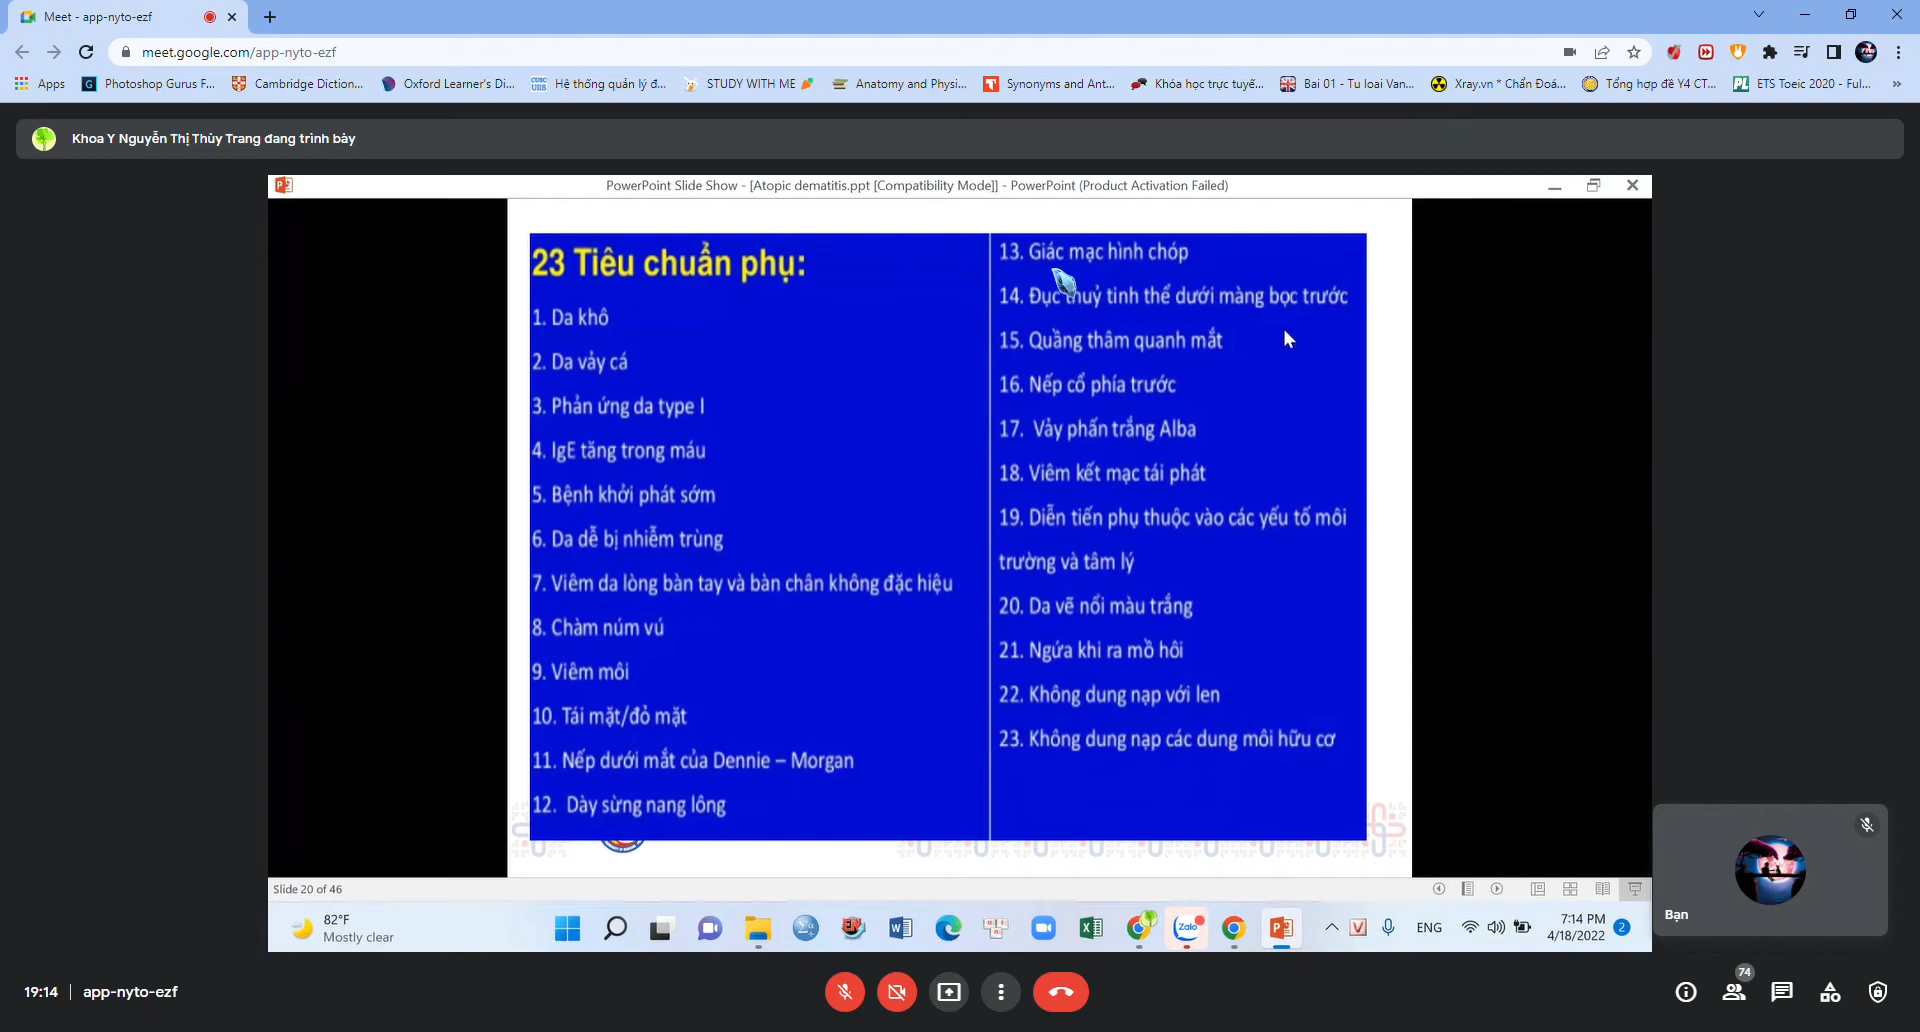 Meet - app-nyto-ezf
meet.google.com/app-nyto-ezf
Apps
Photoshop Gurus F...
Cambridge Diction...
Oxford Learner's Di...
Hệ thống quản lý đ...
STUDY WITH ME
Anatomy and Physi...
Synonyms and Ant...
Khóa học trực tuyế...
Bai 01 - Tu loai Van...
Xray.vn * Chẩn Đoá...
Tổng hợp đề Y4 CT...
ETS Toeic 2020 - Ful...
Khoa Y Nguyễn Thị Thùy Trang đang trình bày
PowerPoint Slide Show - [Atopic dematitis.ppt [Compatibility Mode]] - PowerPoint (Product Activation Failed)
23 Tiêu chuẩn phụ:
1. Da khô
2. Da vảy cá
3. Phản ứng da type I
4. IgE tăng trong máu
5. Bệnh khởi phát sớm
6. Da dễ bị nhiễm trùng
7. Viêm da lòng bàn tay và bàn chân không đặc hiệu
8. Chàm núm vú
9. Viêm môi
10. Tái mặt/đỏ mặt
11. Nếp dưới mắt của Dennie – Morgan
12. Dày sừng nang lông
13. Giác mạc hình chóp
14. Đục thuỷ tinh thể dưới màng bọc trước
15. Quầng thâm quanh mắt
16. Nếp cổ phía trước
17. Vảy phấn trắng Alba
18. Viêm kết mạc tái phát
19. Diễn tiến phụ thuộc vào các yếu tố môi
trường và tâm lý
20. Da vẽ nổi màu trắng
21. Ngứa khi ra mồ hôi
22. Không dung nạp với len
23. Không dung nạp các dung môi hữu cơ
Slide 20 of 46
82°F
Mostly clear
Zalo
ENG
7:14 PM
4/18/2022
2
Bạn
19:14 | app-nyto-ezf
74